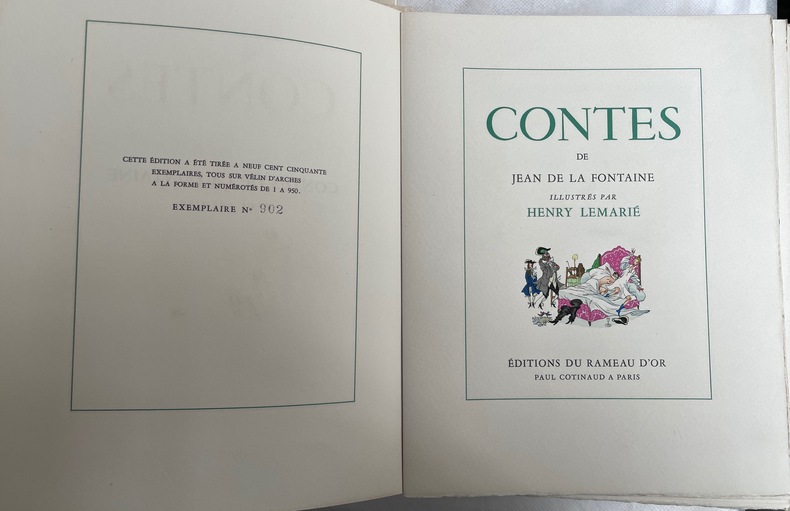 CETTE ÉDITION A ÉTÉ TIRÉE A NEUF CENT CINQUANTE
EXEMPLAIRES, TOUS SUR VÉLIN D'ARCHES
A LA FORME ET NUMÉROTÉS DE 1 A 950.
EXEMPLAIRE Nº 902
CONTES
DE
JEAN DE LA FONTAINE
ILLUSTRÉS PAR
HENRY LEMARIÉ
ÉDITIONS DU RAMEAU D'OR
PAUL COTINAUD A PARIS